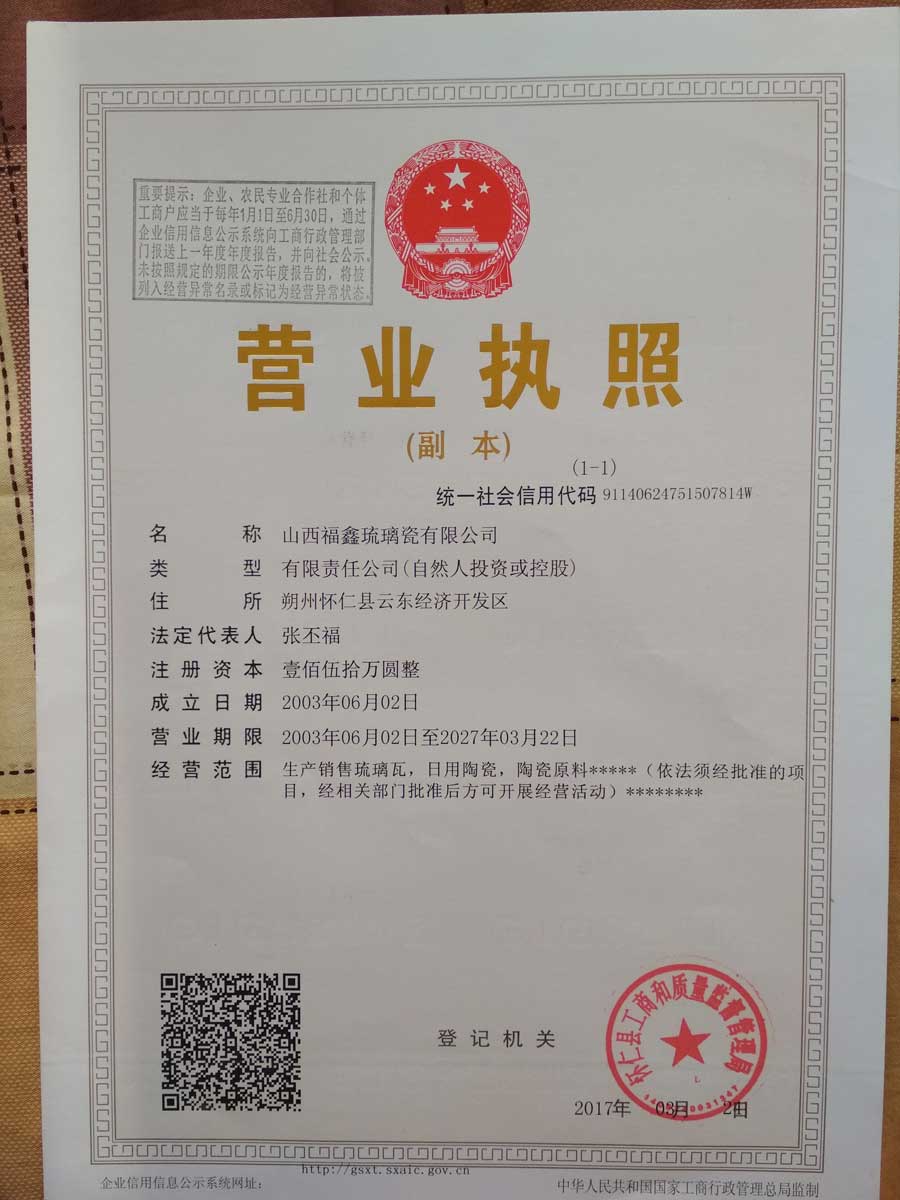 重要提示：企业、农民专业合作社和个体
工商户应当于每年1月1日至6月30日，通过
企业信用信息公示系统向工商行政管理部
门报送上一年度年度报告，并向社会公示。
未按照规定的期限公示年度报告的，将被
列入经营异常名录或标记为经营异常状态。
营业执照
(副本)
(1-1)
统一社会信用代码 91140624751507814W
名称 山西福鑫琉璃瓷有限公司
类型 有限责任公司(自然人投资或控股)
住所 朔州怀仁县云东经济开发区
法定代表人 张丕福
注册资本 壹佰伍拾万圆整
成立日期 2003年06月02日
营业期限 2003年06月02日至2027年03月22日
经营范围 生产销售琉璃瓦，日用陶瓷，陶瓷原料*****（依法须经批准的项
目，经相关部门批准后方可开展经营活动）********
怀仁县工商和质量监督管理局
登记机关
2017年 03月 日
http://gsxt.sxaic.gov.cn
企业信用信息公示系统网址：
中华人民共和国国家工商行政管理总局监制